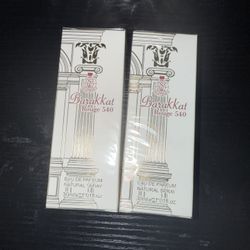 Barakkat
Rouge 540
EAU DE PARFUM
NATURAL SPRAY
Barakkat
Rouge 540
EAU DE PARFUM
NATURAL SPRAY